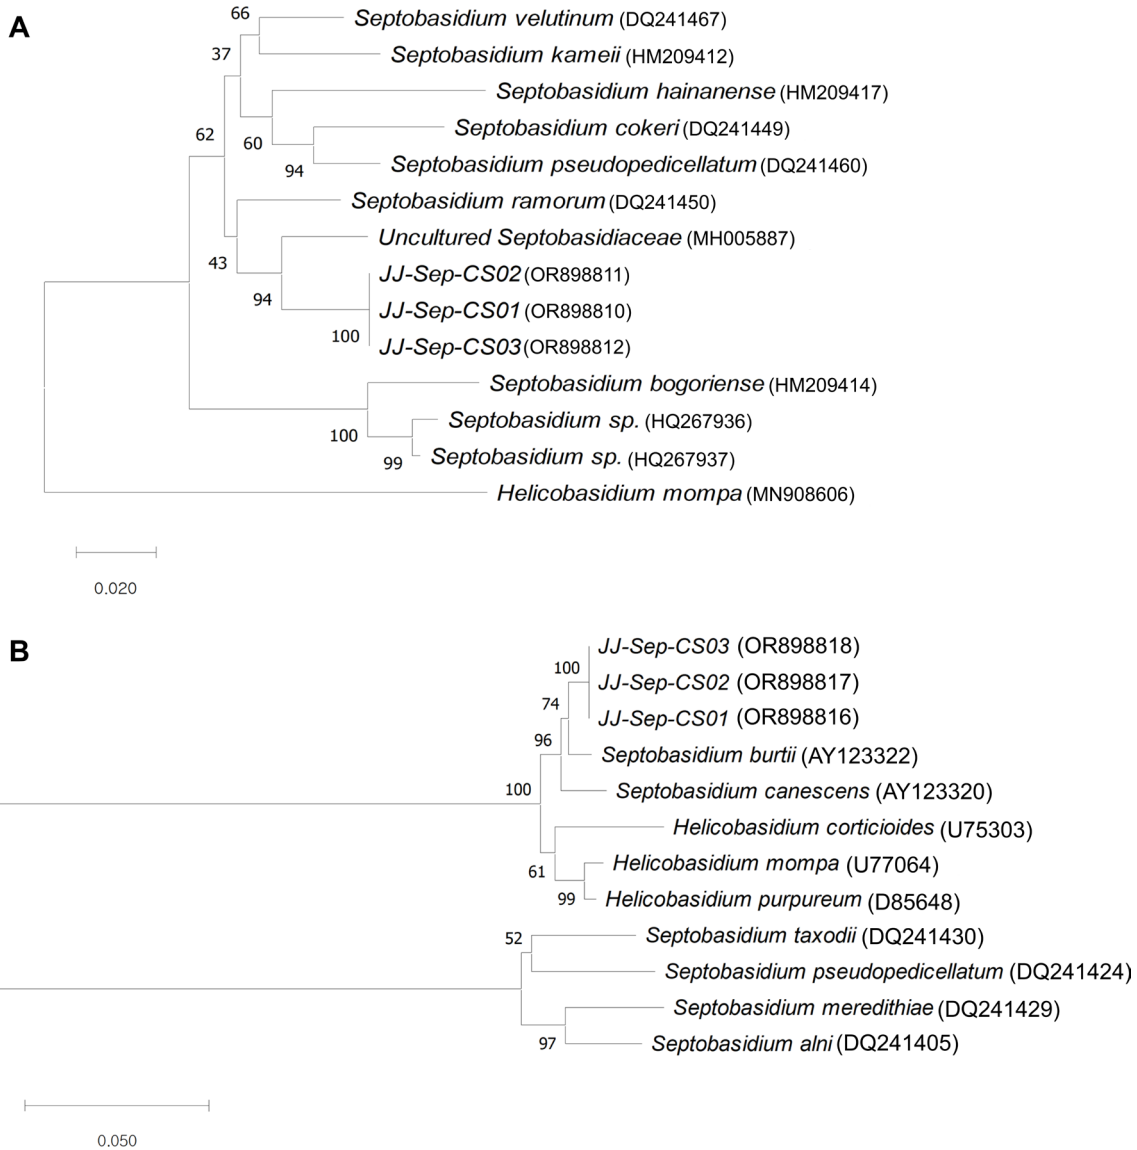 A
66
Septobasidium velutinum (DQ241467)
37
Septobasidium kameii (HM209412)
Septobasidium hainanense (HM209417)
62
Septobasidium cokeri (DQ241449)
60
94
Septobasidium pseudopedicellatum (DQ241460)
Septobasidium ramorum (DQ241450)
Uncultured Septobasidiaceae (MH005887)
43
JJ-Sep-CS02 (OR898811)
94
JJ-Sep-CS01 (OR898810)
100
JJ-Sep-CS03 (OR898812)
Septobasidium bogoriense (HM209414)
Septobasidium sp. (HQ267936)
100
99
Septobasidium sp. (HQ267937)
Helicobasidium mompa (MN908606)
0.020
B
JJ-Sep-CS03 (OR898818)
100
JJ-Sep-CS02 (OR898817)
74
JJ-Sep-CS01 (OR898816)
96
Septobasidium burtii (AY123322)
100
Septobasidium canescens (AY123320)
Helicobasidium corticioides (U75303)
Helicobasidium mompa (U77064)
61
99
Helicobasidium purpureum (D85648)
52
Septobasidium taxodii (DQ241430)
Septobasidium pseudopedicellatum (DQ241424)
Septobasidium meredithiae (DQ241429)
97
Septobasidium alni (DQ241405)
0.050